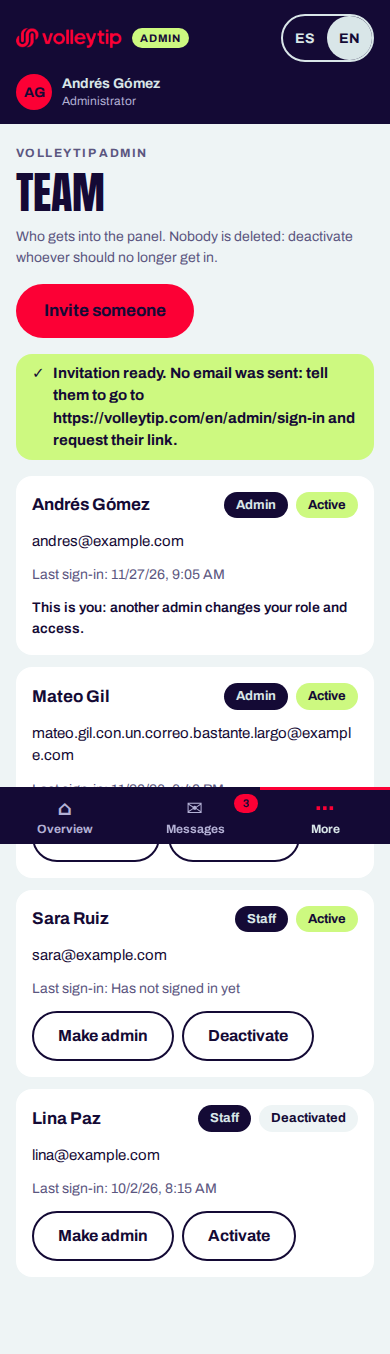 volleytip ADMIN ES EN
AG Andrés Gómez
Administrator
VOLLEYTIP ADMIN
TEAM
Who gets into the panel. Nobody is deleted: deactivate
whoever should no longer get in.
Invite someone
✓ Invitation ready. No email was sent: tell
them to go to
https://volleytip.com/en/admin/sign-in and
request their link.
Andrés Gómez Admin Active
andres@example.com
Last sign-in: 11/27/26, 9:05 AM
This is you: another admin changes your role and
access.
Mateo Gil Admin Active
mateo.gil.con.un.correo.bastante.largo@exampl
e.com
3
Overview Messages More
Sara Ruiz Staff Active
sara@example.com
Last sign-in: Has not signed in yet
Make admin Deactivate
Lina Paz Staff Deactivated
lina@example.com
Last sign-in: 10/2/26, 8:15 AM
Make admin Activate